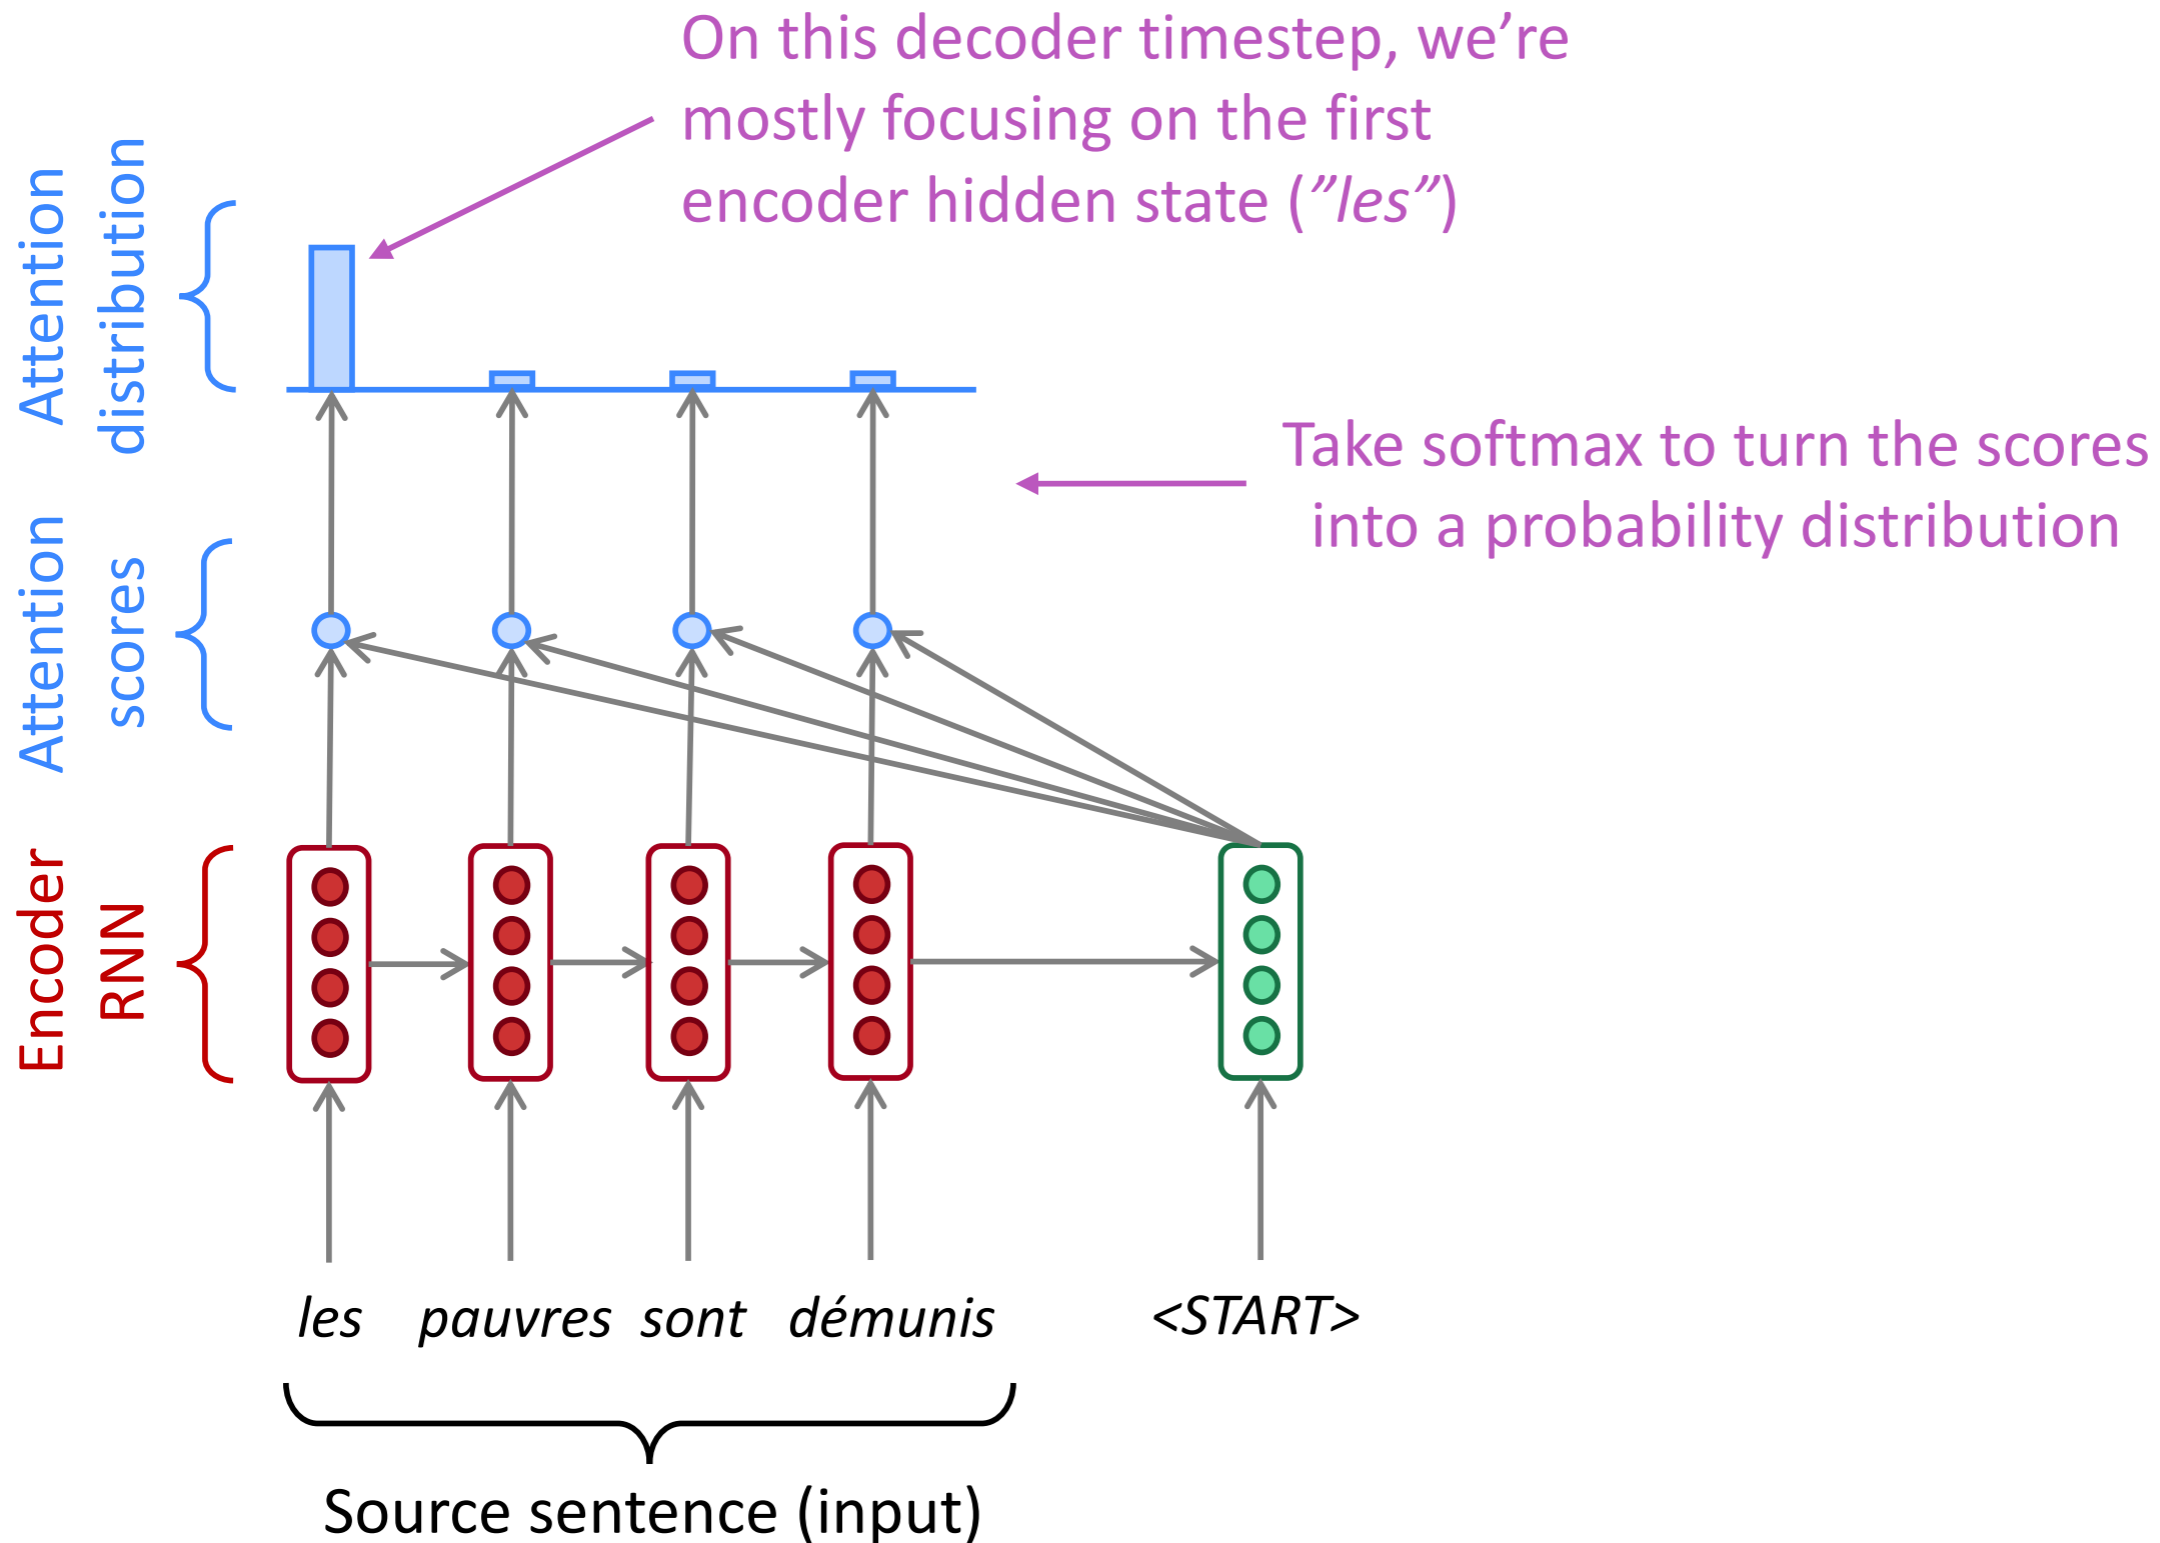 On this decoder timestep, we’re
mostly focusing on the first
encoder hidden state (”les”)
Attention
distribution
Take softmax to turn the scores
into a probability distribution
Attention
scores
Encoder
RNN
les pauvres sont démunis <START>
Source sentence (input)